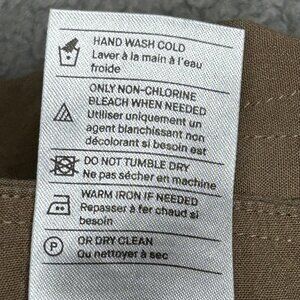 HAND WASH COLD
Laver à la main à l'eau
froide
ONLY NON-CHLORINE
BLEACH WHEN NEEDED
Utiliser uniquement un
agent blanchissant non
décolorant si besoin est
DO NOT TUMBLE DRY
Ne pas sécher en machine
WARM IRON IF NEEDED
Repasser à fer chaud si
besoin
P
OR DRY CLEAN
Ou nettoyer à sec